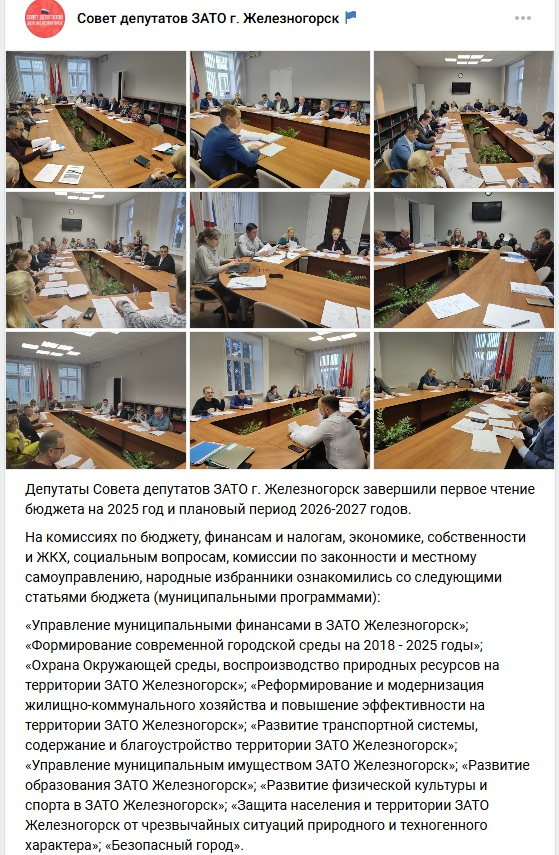 СОВЕТ ДЕПУТАТОВ
ЗАТО ЖЕЛЕЗНОГОРСК
Совет депутатов ЗАТО г. Железногорск
Депутаты Совета депутатов ЗАТО г. Железногорск завершили первое чтение
бюджета на 2025 год и плановый период 2026-2027 годов.
На комиссиях по бюджету, финансам и налогам, экономике, собственности
и ЖКХ, социальным вопросам, комиссии по законности и местному
самоуправлению, народные избранники ознакомились со следующими
статьями бюджета (муниципальными программами):
«Управление муниципальными финансами в ЗАТО Железногорск»;
«Формирование современной городской среды на 2018 - 2025 годы»;
«Охрана Окружающей среды, воспроизводство природных ресурсов на
территории ЗАТО Железногорск»; «Реформирование и модернизация
жилищно-коммунального хозяйства и повышение эффективности на
территории ЗАТО Железногорск»; «Развитие транспортной системы,
содержание и благоустройство территории ЗАТО Железногорск»;
«Управление муниципальным имуществом ЗАТО Железногорск»; «Развитие
образования ЗАТО Железногорск»; «Развитие физической культуры и
спорта в ЗАТО Железногорск»; «Защита населения и территории ЗАТО
Железногорск от чрезвычайных ситуаций природного и техногенного
характера»; «Безопасный город».